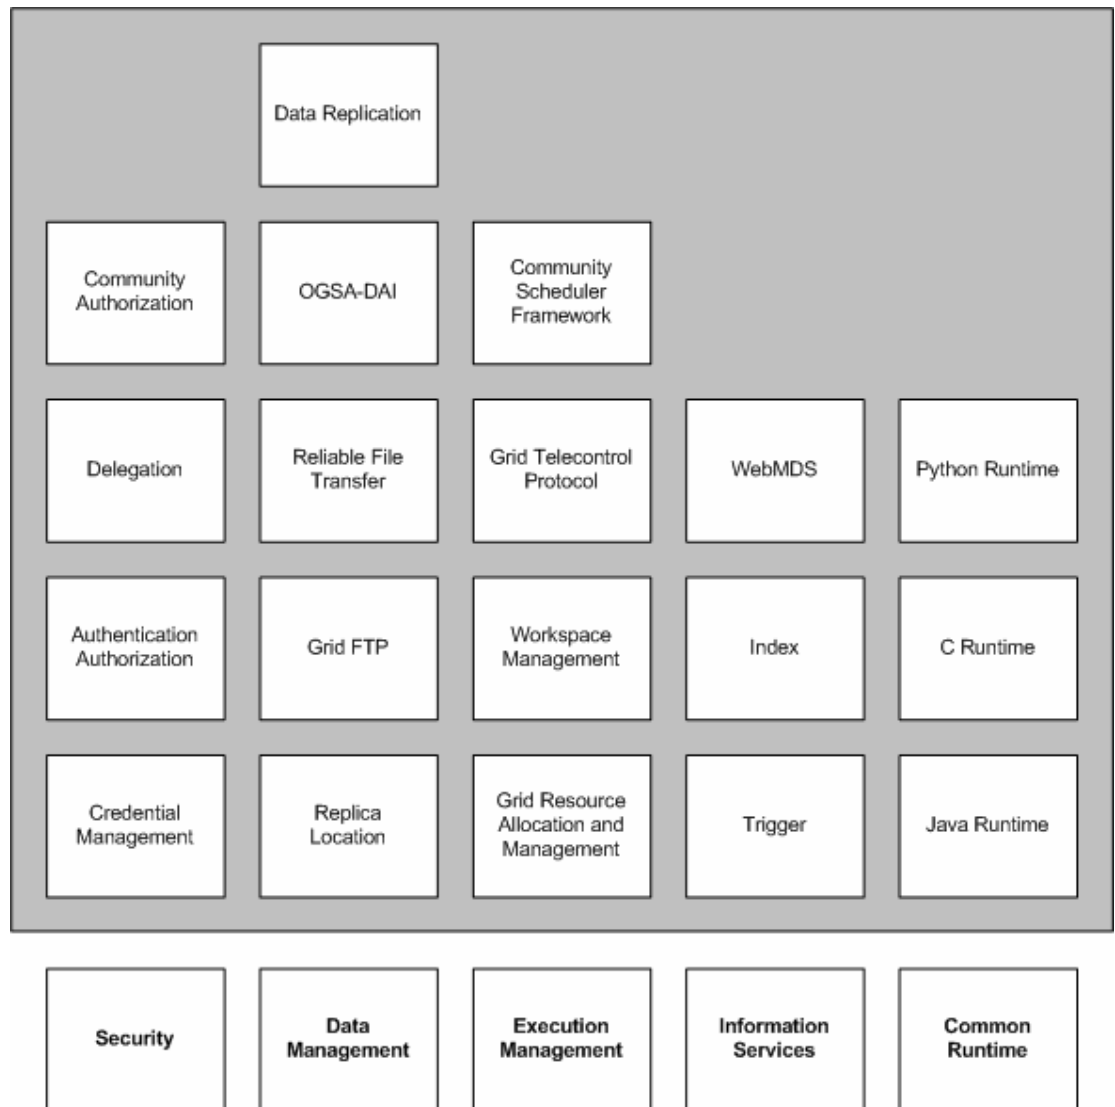 Data Replication
Community
Authorization
OGSA-DAI
Community
Scheduler
Framework
Delegation
Reliable File
Transfer
Grid Telecontrol
Protocol
WebMDS
Python Runtime
Authentication
Authorization
Grid FTP
Workspace
Management
Index
C Runtime
Credential
Management
Replica
Location
Grid Resource
Allocation and
Management
Trigger
Java Runtime
Security
Data
Management
Execution
Management
Information
Services
Common
Runtime